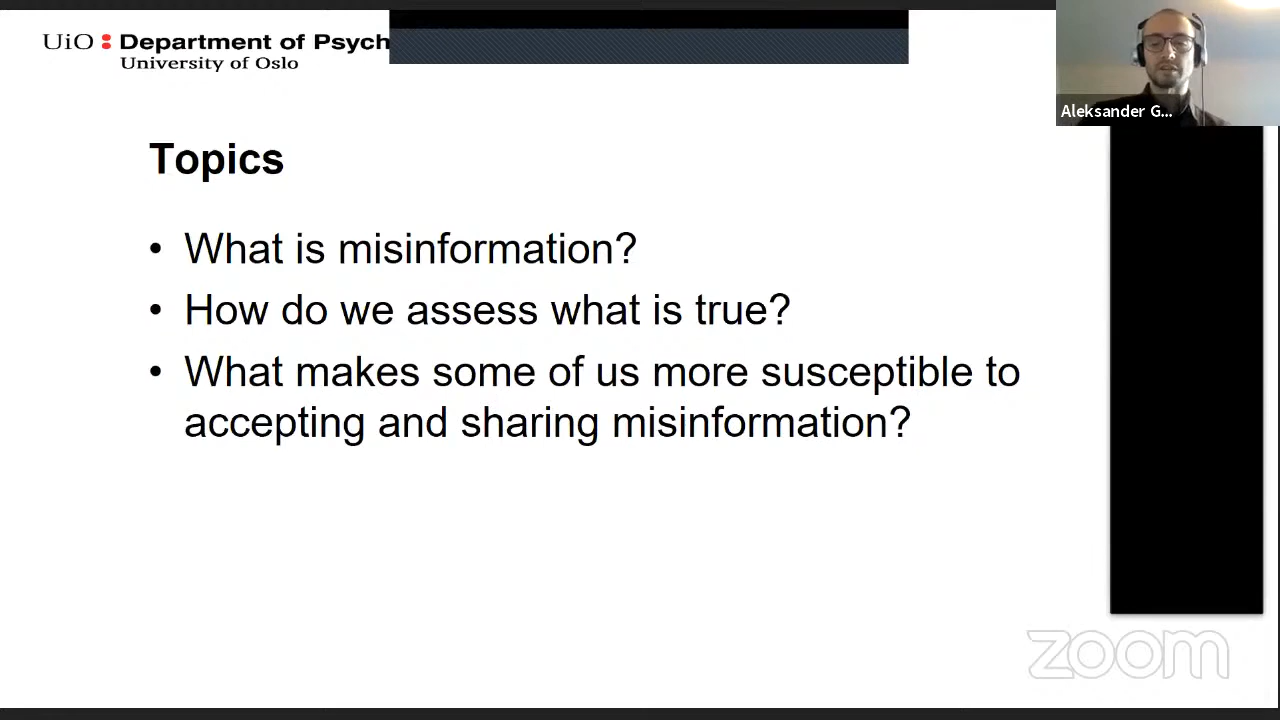 UiO : Department of Psych
University of Oslo
Aleksander G...
Topics
• What is misinformation?
• How do we assess what is true?
• What makes some of us more susceptible to
accepting and sharing misinformation?
zoom